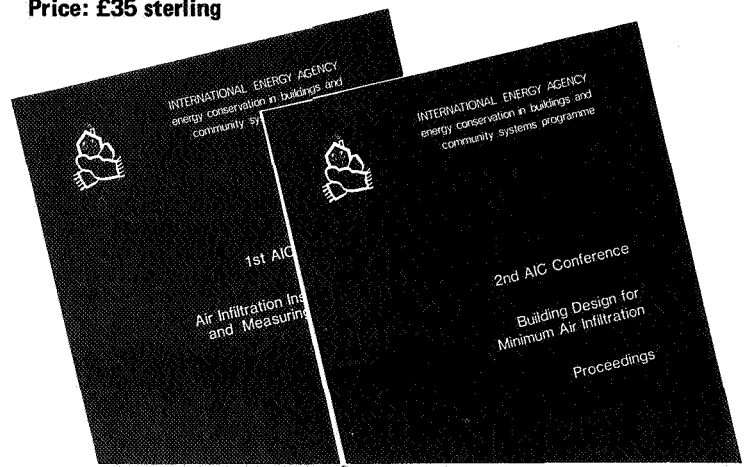 Price: £35 sterling
INTERNATIONAL ENERGY AGENCY
energy conservation in buildings and
community sy
1st AIC
Air Infiltration Ins
and Measuring
INTERNATIONAL ENERGY AGENCY
energy conservation in buildings and
community systems programme
2nd AIC Conference
Building Design for
Minimum Air Infiltration
Proceedings